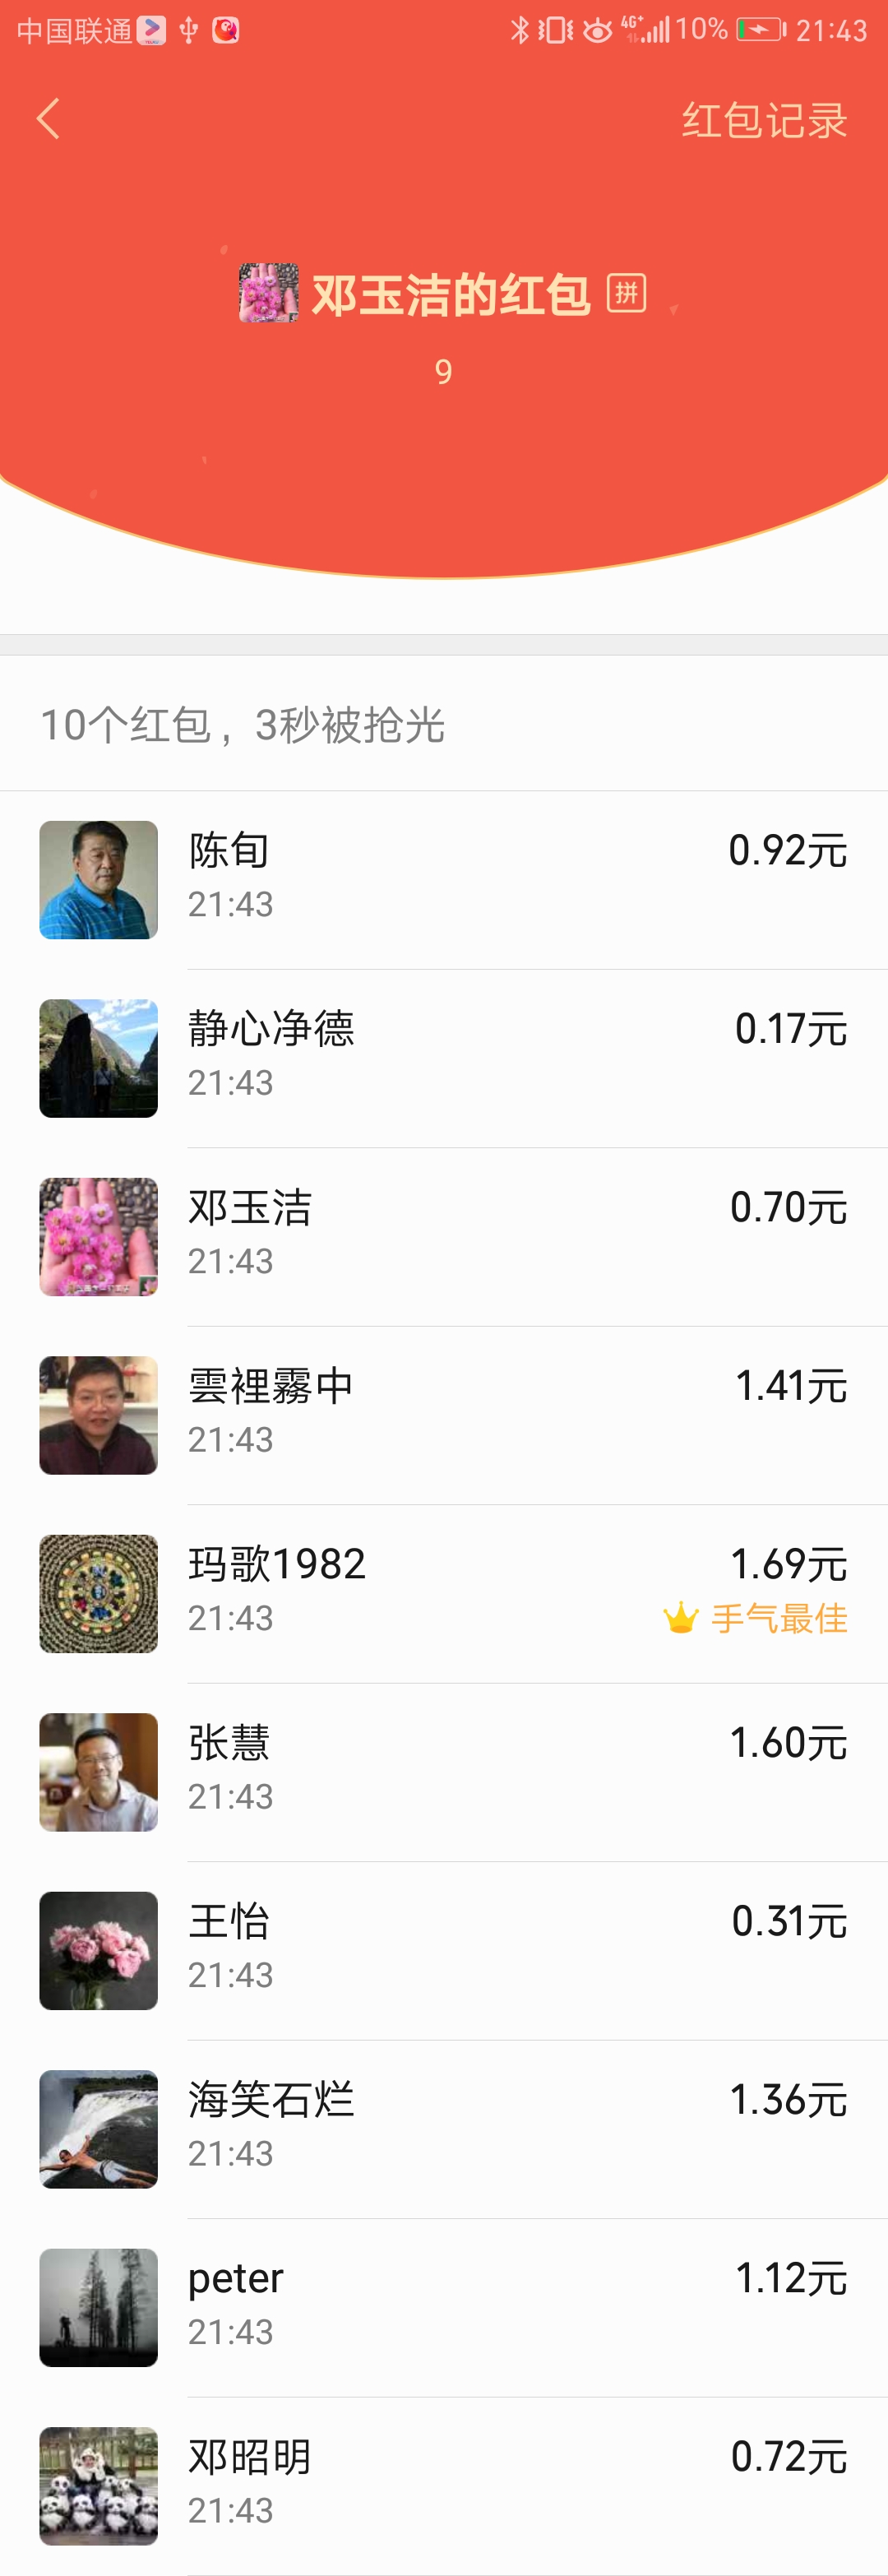 中国联通 4G+ 10% 21:43
红包记录
邓玉洁的红包 拼
9
10个红包，3秒被抢光
陈旬 0.92元
21:43
静心净德 0.17元
21:43
邓玉洁 0.70元
21:43
雲裡霧中 1.41元
21:43
玛歌1982 1.69元
21:43 手气最佳
张慧 1.60元
21:43
王怡 0.31元
21:43
海笑石烂 1.36元
21:43
peter 1.12元
21:43
邓昭明 0.72元
21:43